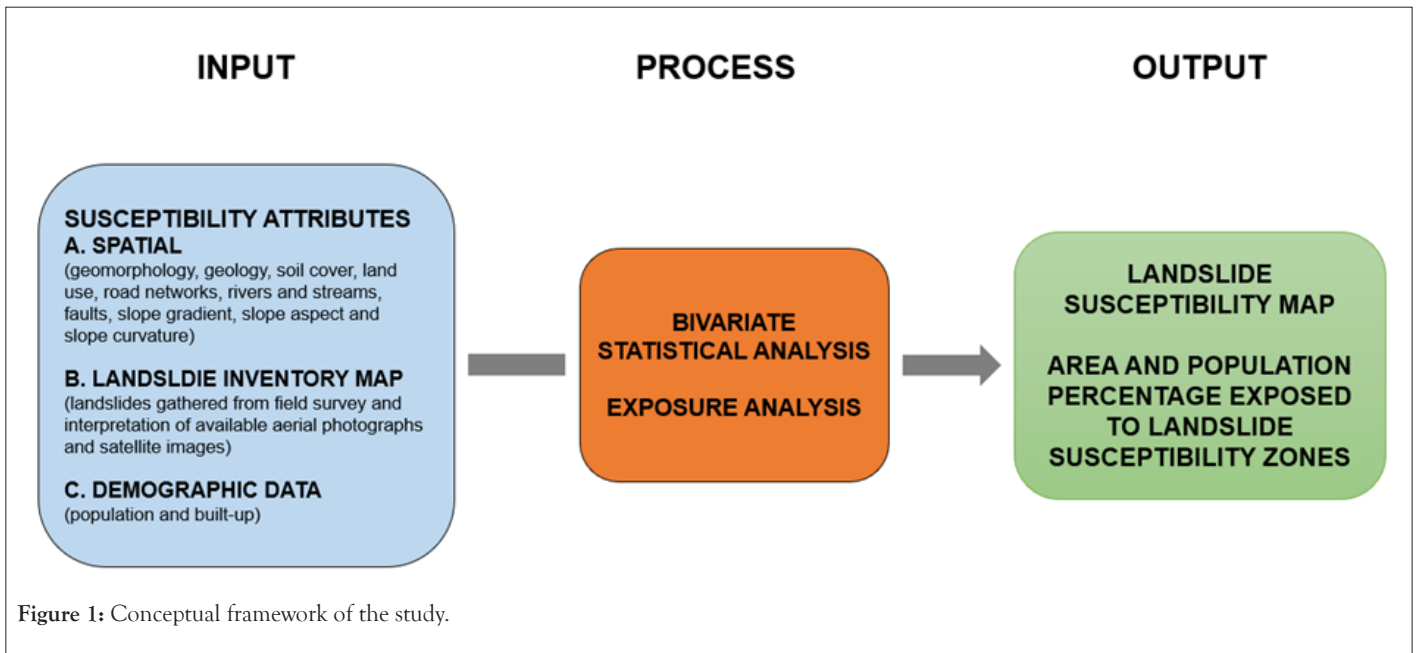 INPUT
PROCESS
OUTPUT
SUSCEPTIBILITY ATTRIBUTES
A. SPATIAL
(geomorphology, geology, soil cover, land
use, road networks, rivers and streams,
faults, slope gradient, slope aspect and
slope curvature)
B. LANDSLDIE INVENTORY MAP
(landslides gathered from field survey and
interpretation of available aerial photographs
and satellite images)
C. DEMOGRAPHIC DATA
(population and built-up)
BIVARIATE
STATISTICAL ANALYSIS
EXPOSURE ANALYSIS
LANDSLIDE
SUSCEPTIBILITY MAP
AREA AND POPULATION
PERCENTAGE EXPOSED
TO LANDSLIDE
SUSCEPTIBILITY ZONES
Figure 1: Conceptual framework of the study.